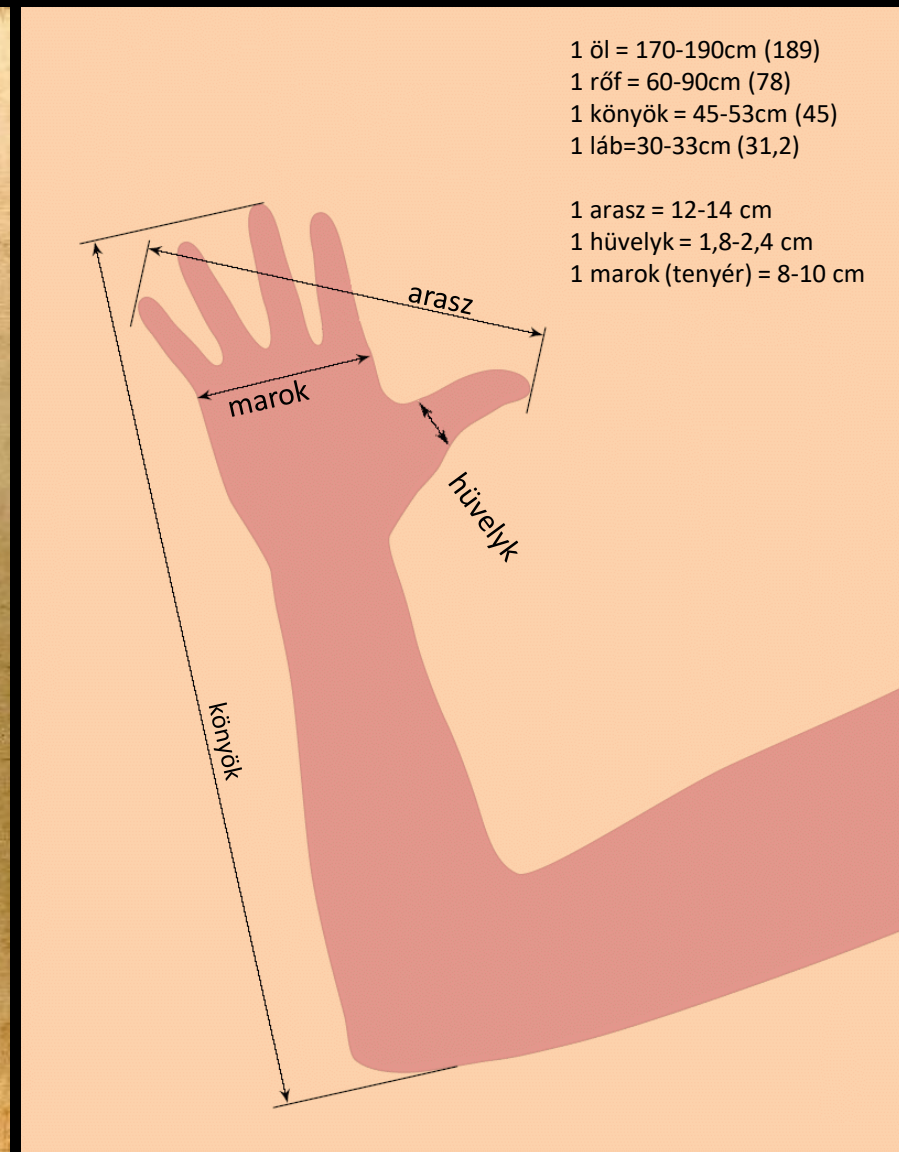 1 öl = 170-190cm (189)
1 rőf = 60-90cm (78)
1 könyök = 45-53cm (45)
1 láb=30-33cm (31,2)
1 arasz = 12-14 cm
1 hüvelyk = 1,8-2,4 cm
1 marok (tenyér) = 8-10 cm
arasz
marok
hüvelyk
könyök